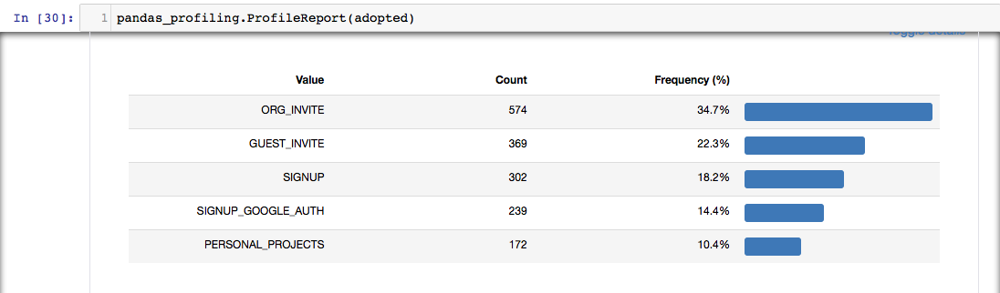 In [30]: 1 pandas_profiling.ProfileReport(adopted)
Toggle details
Value Count Frequency (%)
ORG_INVITE 574 34.7%
GUEST_INVITE 369 22.3%
SIGNUP 302 18.2%
SIGNUP_GOOGLE_AUTH 239 14.4%
PERSONAL_PROJECTS 172 10.4%